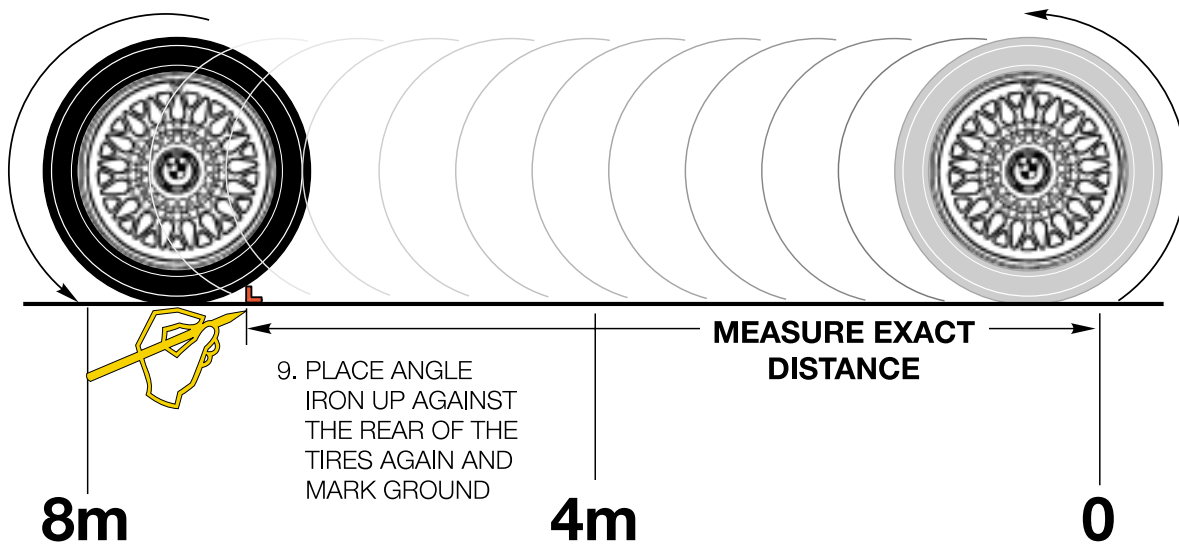 MEASURE EXACT
DISTANCE
9. PLACE ANGLE
IRON UP AGAINST
THE REAR OF THE
TIRES AGAIN AND
MARK GROUND
8m
4m
0